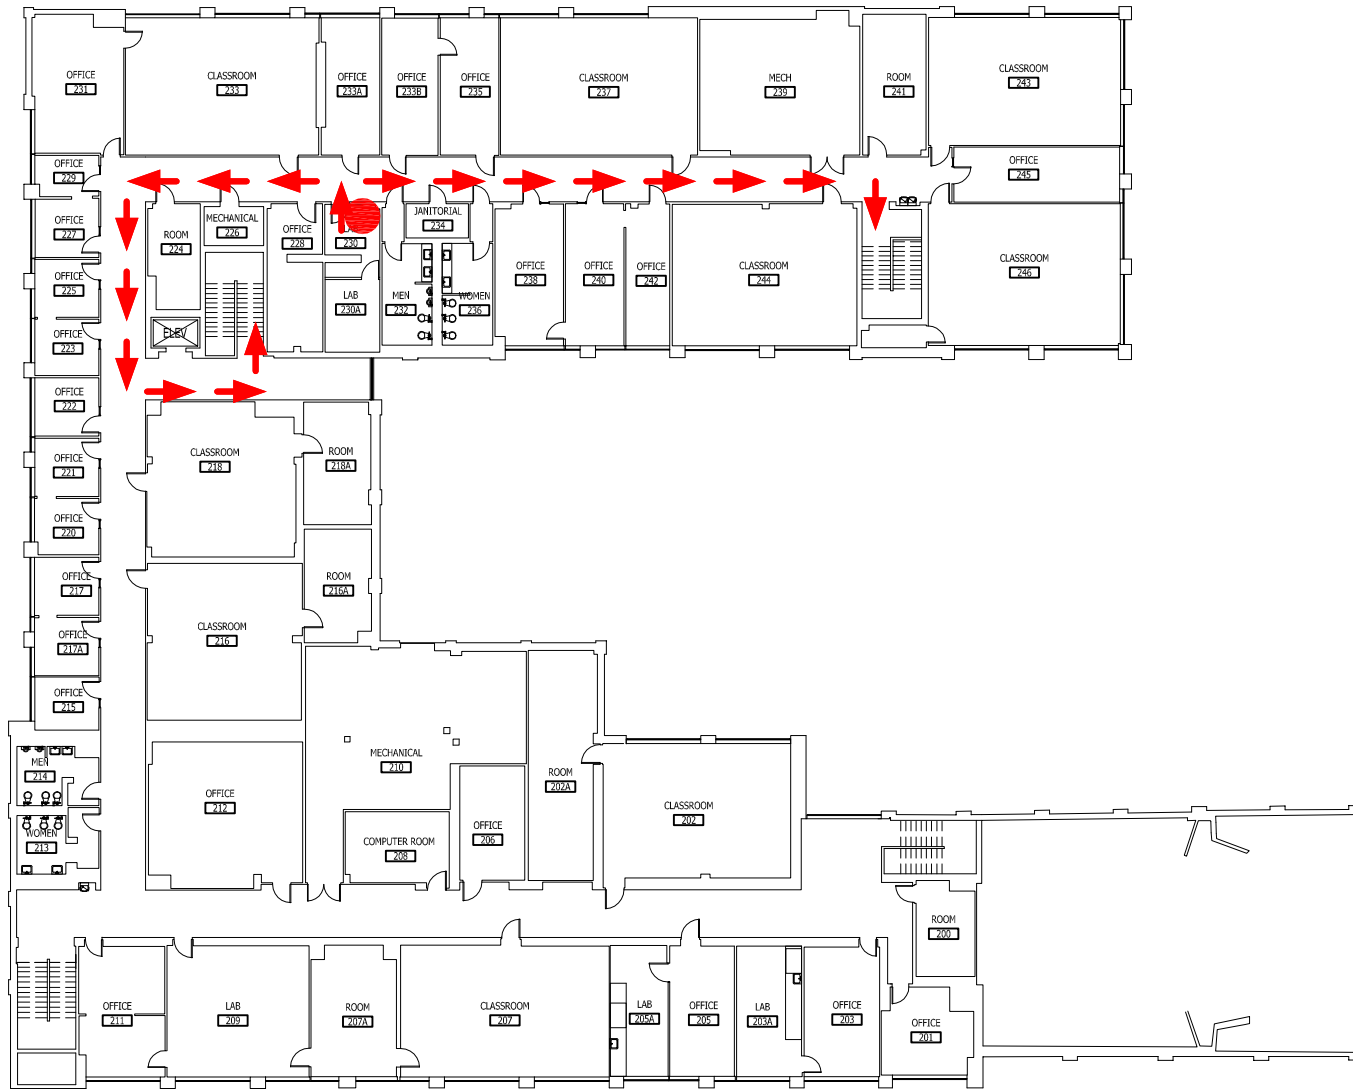 OFFICE
231
CLASSROOM
233
OFFICE
233A
OFFICE
233B
OFFICE
235
CLASSROOM
237
MECH
239
ROOM
241
CLASSROOM
243
OFFICE
245
OFFICE
229
OFFICE
227
OFFICE
225
OFFICE
223
OFFICE
222
OFFICE
221
OFFICE
220
OFFICE
217
OFFICE
217A
OFFICE
215
ROOM
224
MECHANICAL
226
ELEV
OFFICE
228
230
LAB
230A
JANITORIAL
234
MEN
232
WOMEN
236
OFFICE
238
OFFICE
240
OFFICE
242
CLASSROOM
244
CLASSROOM
246
CLASSROOM
218
ROOM
218A
ROOM
216A
CLASSROOM
216
MECHANICAL
210
OFFICE
212
COMPUTER ROOM
208
OFFICE
206
ROOM
202A
CLASSROOM
202
MEN
214
WOMEN
213
ROOM
200
OFFICE
211
LAB
209
ROOM
207A
CLASSROOM
207
LAB
205A
OFFICE
205
LAB
203A
OFFICE
203
OFFICE
201